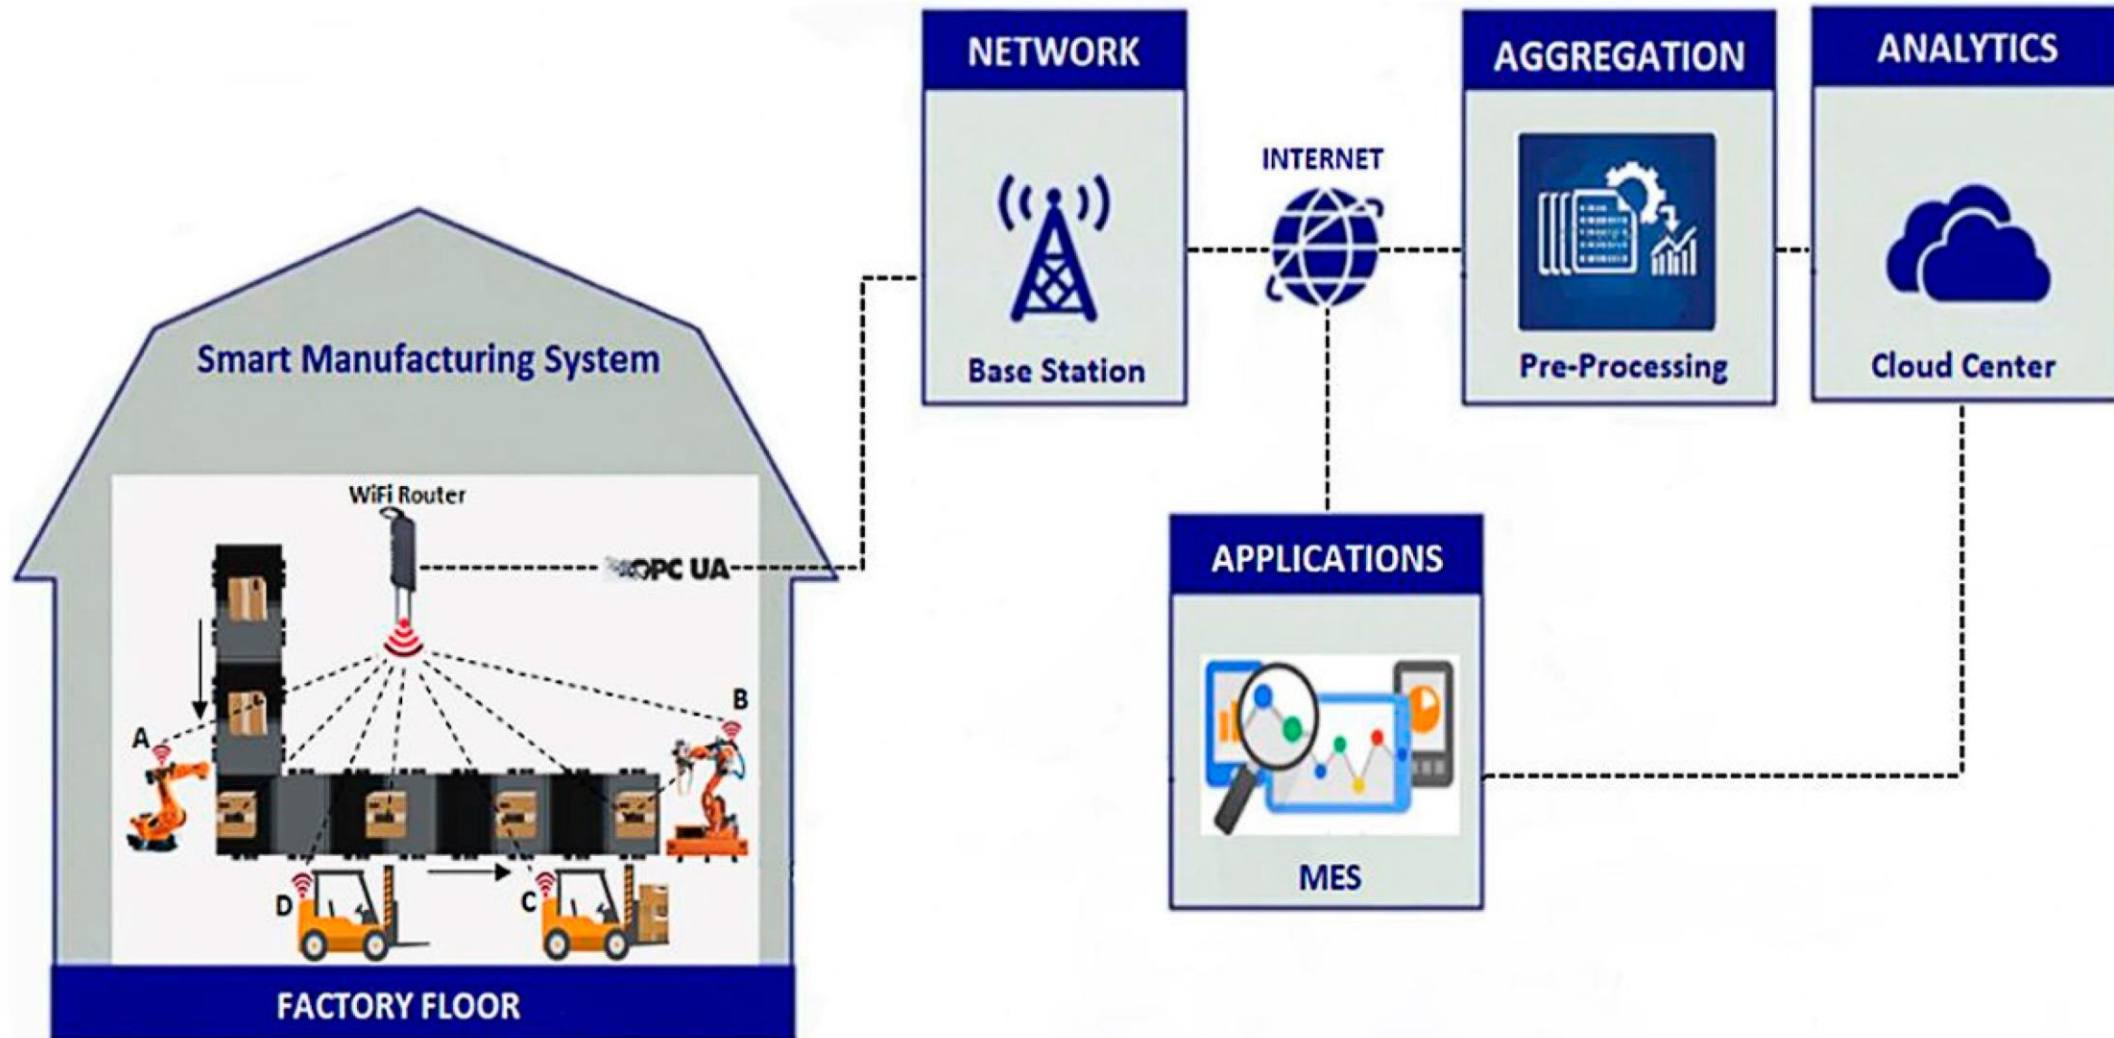 NETWORK
AGGREGATION
ANALYTICS
INTERNET
Base Station
Pre-Processing
Cloud Center
Smart Manufacturing System
WiFi Router
OPC UA
APPLICATIONS
A
B
D
C
MES
FACTORY FLOOR